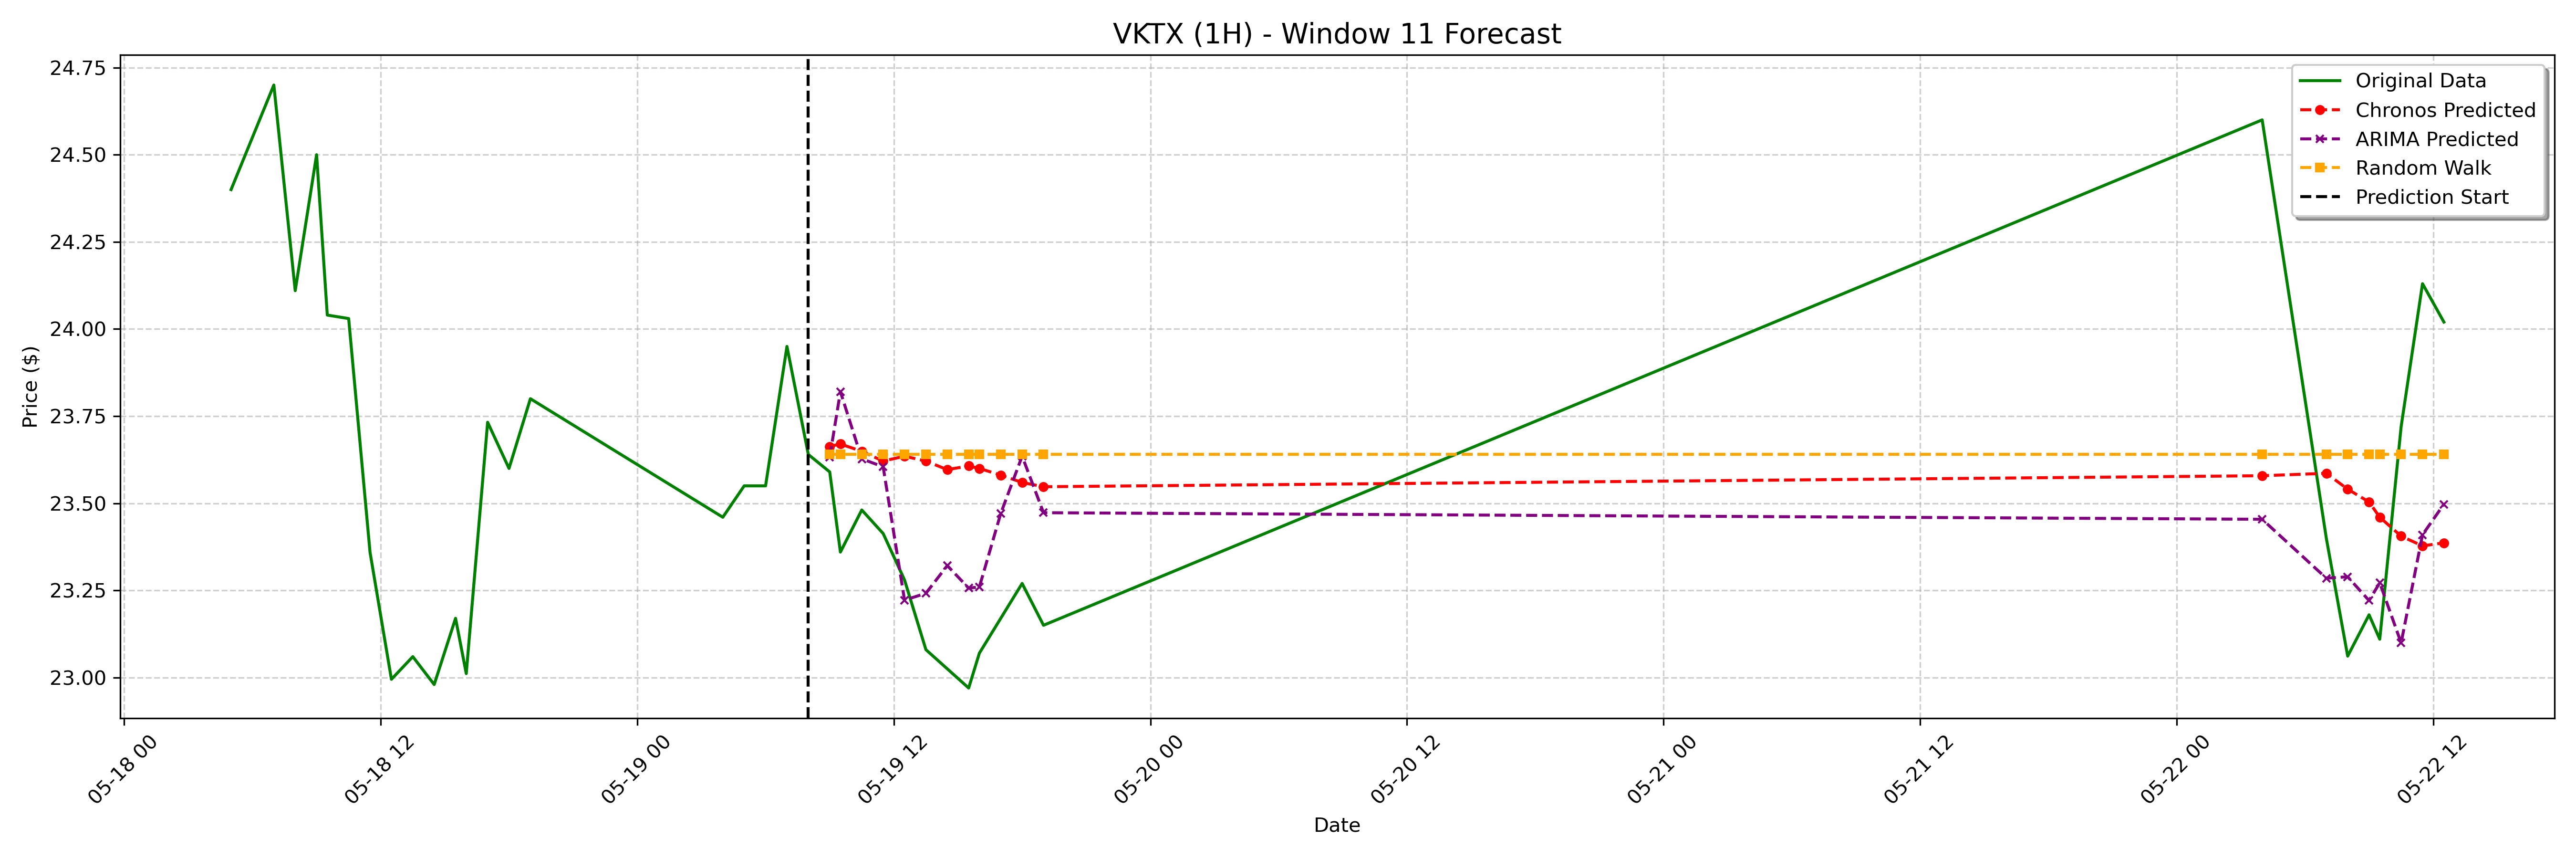 VKTX (1H) - Window 11 Forecast
Price ($)
24.75
24.50
24.25
24.00
23.75
23.50
23.25
23.00
Original Data
Chronos Predicted
ARIMA Predicted
Random Walk
Prediction Start
05-18 00
05-18 12
05-19 00
05-19 12
05-20 00
05-20 12
05-21 00
05-21 12
05-22 00
05-22 12
Date